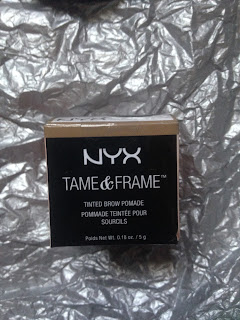 NYX
TAME & FRAME™
TINTED BROW POMADE
POMMADE TEINTÉE POUR
SOURCILS
Poids Net Wt. 0.18 oz. / 5 g